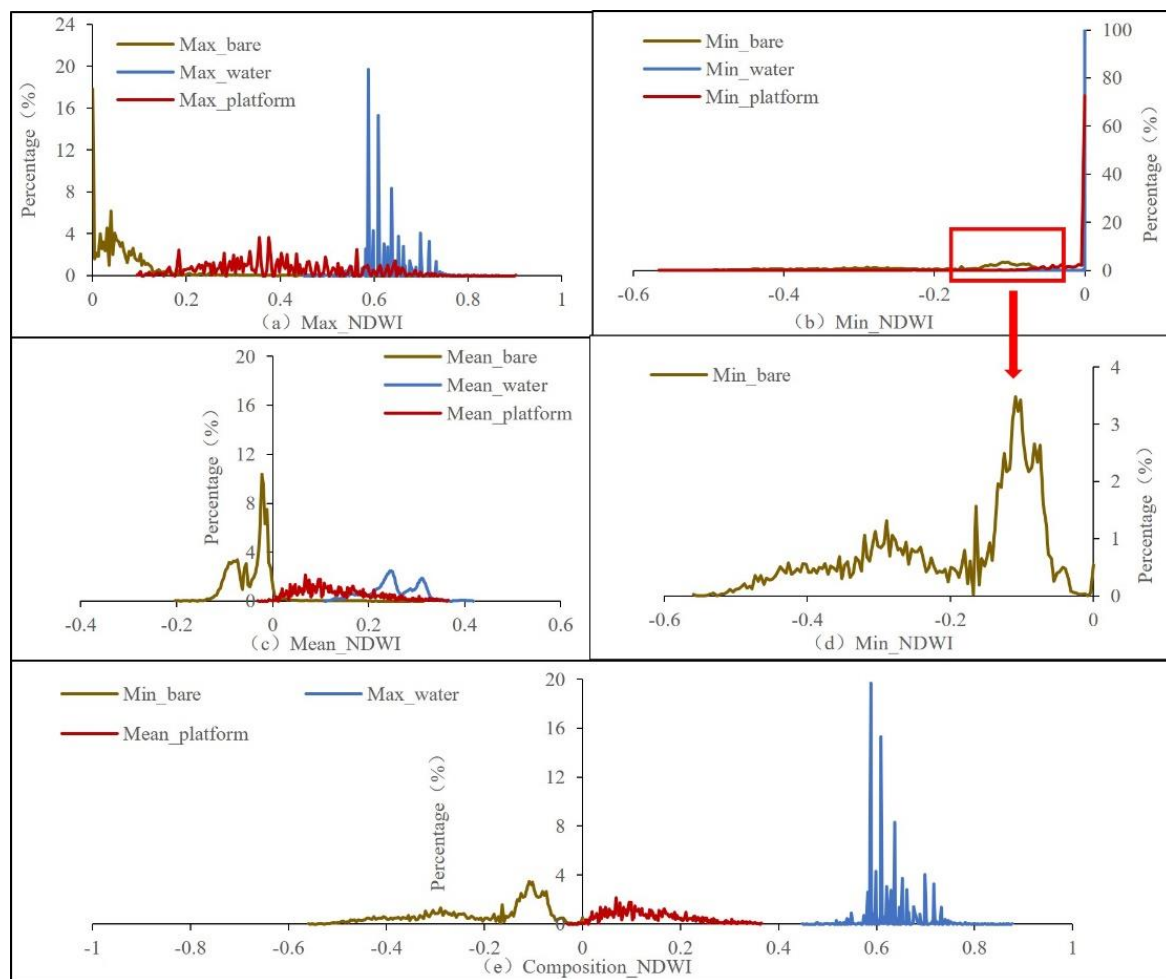 24
20
16
12
8
4
0
Percentage（%）
Max_bare
Max_water
Max_platform
0 0.2 0.4 0.6 0.8 1
（a）Max_NDWI
Min_bare
Min_water
Min_platform
100
80
60
40
20
0
Percentage（%）
-0.6 -0.4 -0.2 0
（b）Min_NDWI
20
16
12
8
4
0
Percentage（%）
Mean_bare
Mean_water
Mean_platform
-0.4 -0.2 0 0.2 0.4 0.6
（c）Mean_NDWI
Min_bare
4
3
2
1
0
Percentage（%）
-0.6 -0.4 -0.2 0
（d）Min_NDWI
Min_bare Max_water
Mean_platform
Percentage（%）
20
16
12
8
4
0
-1 -0.8 -0.6 -0.4 -0.2 0 0.2 0.4 0.6 0.8 1
（e）Composition_NDWI